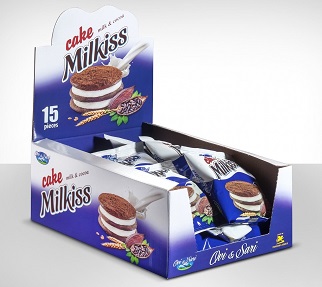 cake
milk & cocoa
Milkiss
15
pieces
cake
milk & cocoa
Milkiss
Milkiss
Ovi & Sari